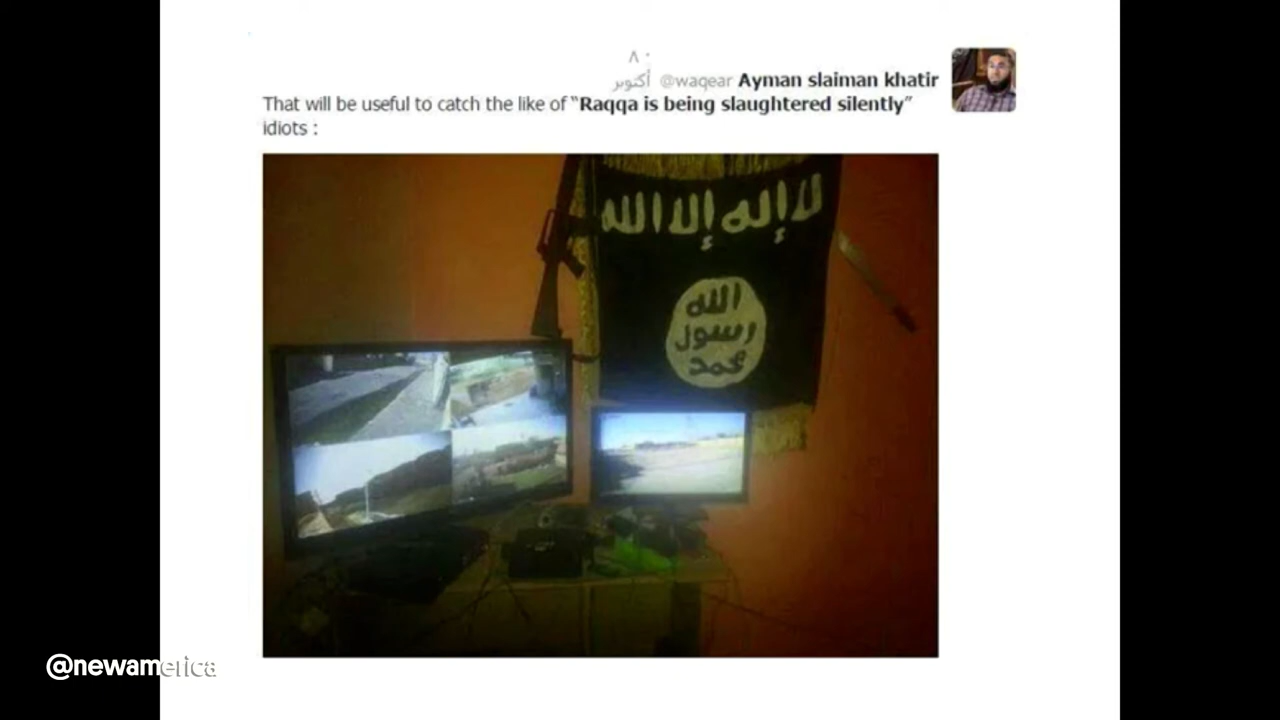 ٨٠
أكتوبر @waqear Ayman slaiman khatir
That will be useful to catch the like of "Raqqa is being slaughtered silently"
idiots :
لا إله إلا الله
الله
رسول
محمد
@newamerica